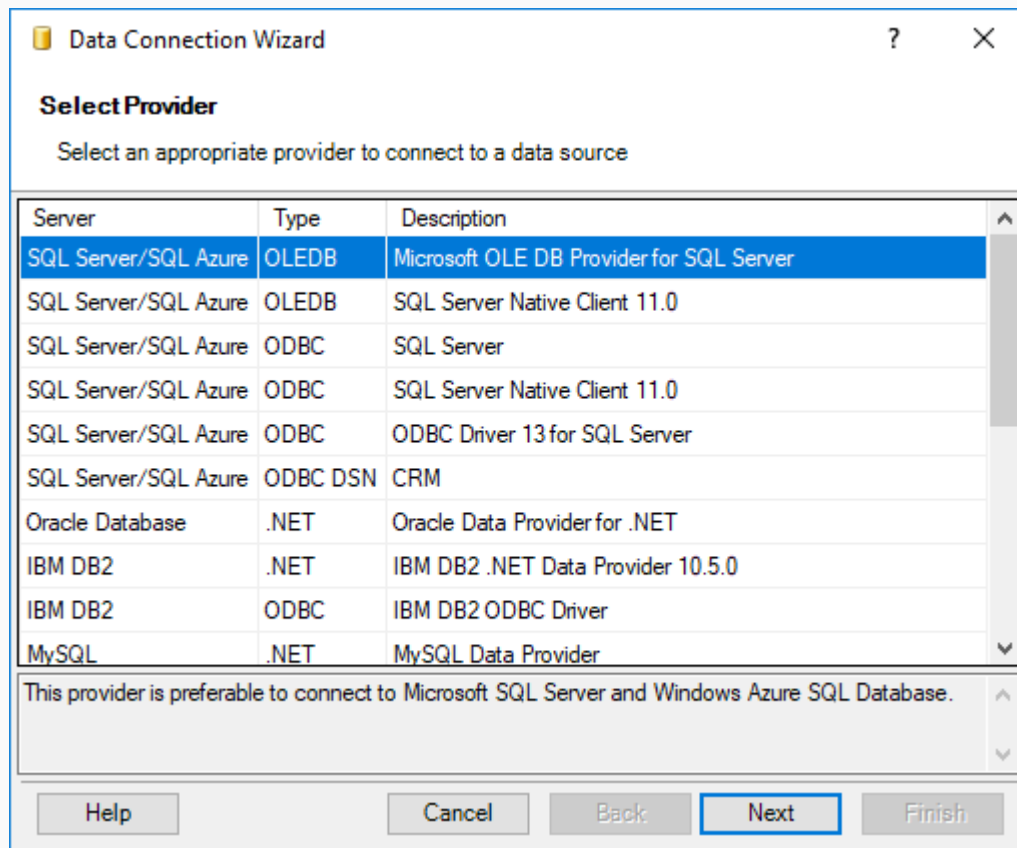 Data Connection Wizard ?
Select Provider
Select an appropriate provider to connect to a data source
Server Type Description
SQL Server/SQL Azure OLEDB Microsoft OLE DB Provider for SQL Server
SQL Server/SQL Azure OLEDB SQL Server Native Client 11.0
SQL Server/SQL Azure ODBC SQL Server
SQL Server/SQL Azure ODBC SQL Server Native Client 11.0
SQL Server/SQL Azure ODBC ODBC Driver 13 for SQL Server
SQL Server/SQL Azure ODBC DSN CRM
Oracle Database .NET Oracle Data Provider for .NET
IBM DB2 .NET IBM DB2 .NET Data Provider 10.5.0
IBM DB2 ODBC IBM DB2 ODBC Driver
MySQL .NET MySQL Data Provider
This provider is preferable to connect to Microsoft SQL Server and Windows Azure SQL Database.
Help Cancel Back Next Finish